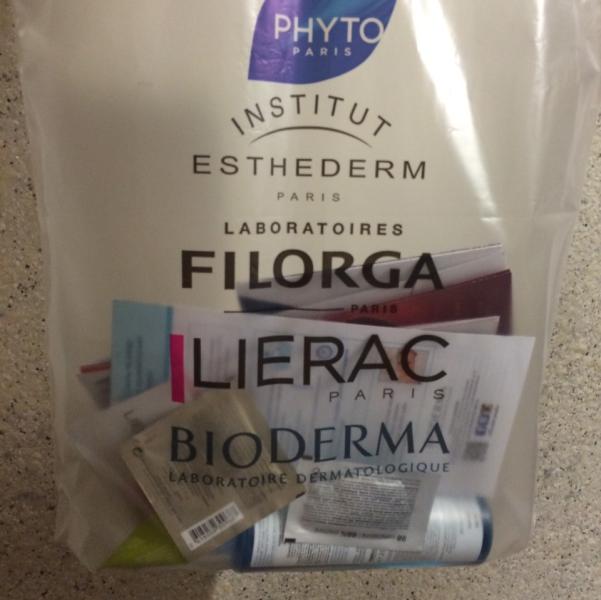 PHYTO
PARIS
INSTITUT
ESTHEDERM
PARIS
LABORATOIRES
FILORGA
PARIS
LIERAC
PARIS
BIODERMA
LABORATOIRE DERMATOLOGIQUE